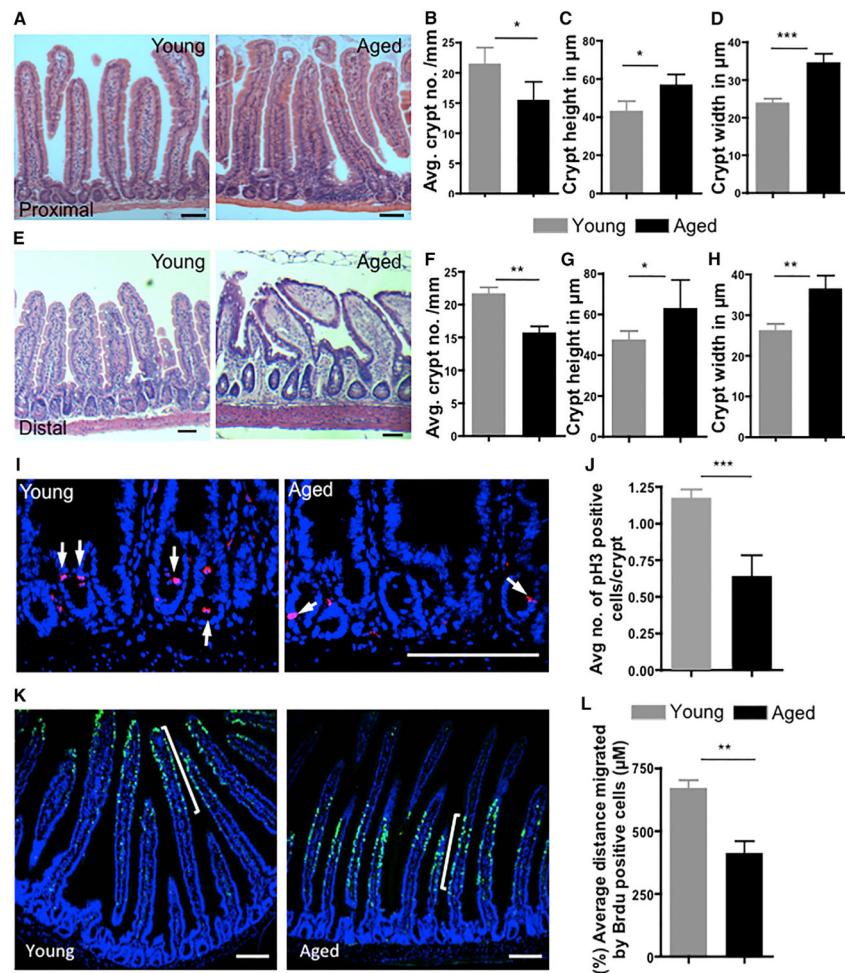 A
Young
Aged
Proximal
B
Avg. crypt no. /mm
25
20
15
10
5
0
*
C
Crypt height in µm
80
60
40
20
0
*
D
Crypt width in µm
40
30
20
10
0
***
Young
Aged
E
Young
Aged
Distal
F
Avg. crypt no. /mm
25
20
15
10
5
0
**
G
Crypt height in µm
80
60
40
20
0
*
H
Crypt width in µm
40
30
20
10
0
**
I
Young
Aged
J
Avg no. of pH3 positive
cells/crypt
1.25
1.00
0.75
0.50
0.25
0.00
***
K
Young
Aged
L
Young
Aged
(%) Average distance migrated
by Brdu positive cells (µM)
750
500
250
0
**